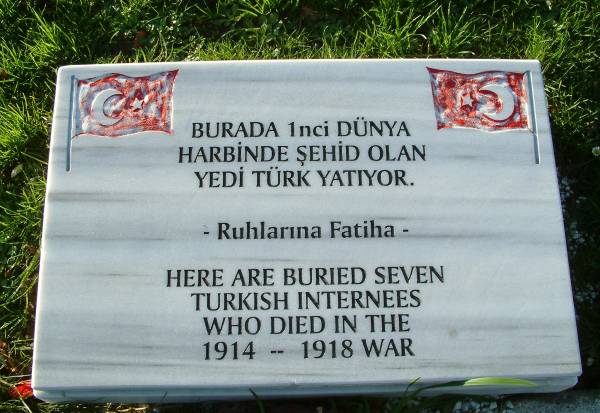 BURADA 1nci DÜNYA
HARBİNDE ŞEHİD OLAN
YEDİ TÜRK YATIYOR.
- Ruhlarına Fatiha -
HERE ARE BURIED SEVEN
TURKISH INTERNEES
WHO DIED IN THE
1914 -- 1918 WAR